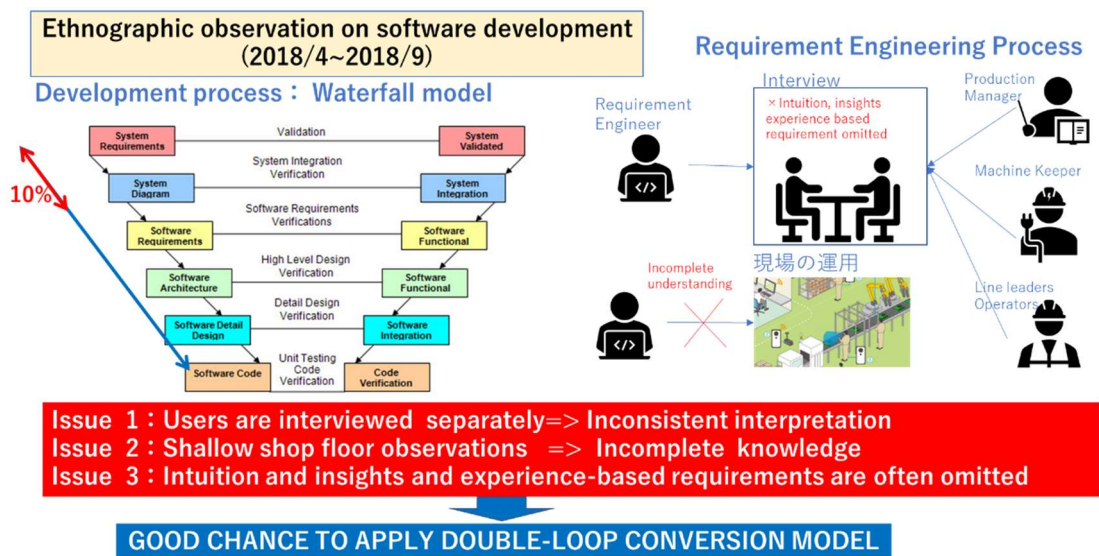 Ethnographic observation on software development
(2018/4~2018/9)
Development process： Waterfall model
10%
System
Requirements
Validation
System
Validated
System Integration
Verification
System
Diagram
System
Integration
Software Requirements
Verifications
Software
Requirements
Software
Functional
High Level Design
Verification
Software
Architecture
Software
Functional
Detail Design
Verification
Software Detail
Design
Software
Integration
Unit Testing
Code
Verification
Software Code
Code
Verification
Requirement Engineering Process
Requirement
Engineer
Interview
×Intuition, insights
experience based
requirement omitted
Production
Manager
Machine Keeper
Incomplete
understanding
現場の運用
Line leaders
Operators
Issue 1：Users are interviewed separately=> Inconsistent interpretation
Issue 2：Shallow shop floor observations => Incomplete knowledge
Issue 3：Intuition and insights and experience-based requirements are often omitted
GOOD CHANCE TO APPLY DOUBLE-LOOP CONVERSION MODEL